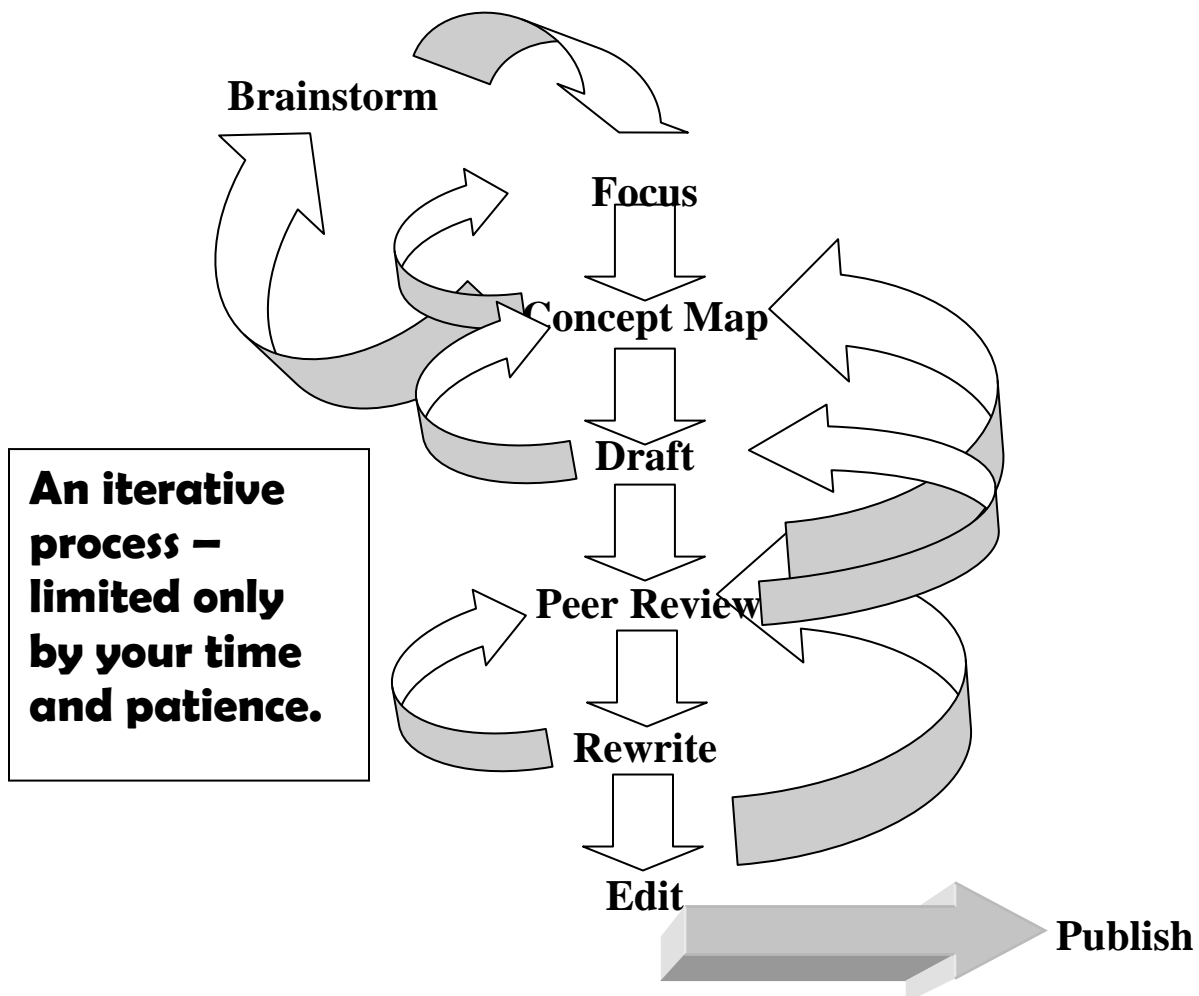 Brainstorm
Focus
Concept Map
Draft
An iterative
process –
limited only
by your time
and patience.
Peer Review
Rewrite
Edit
Publish